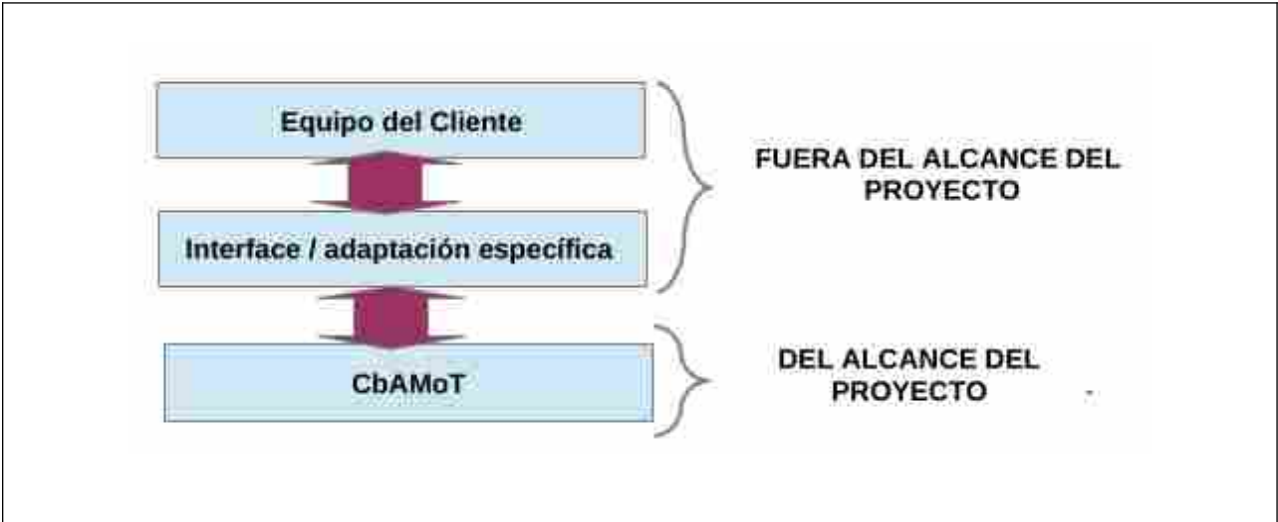 Equipo del Cliente
FUERA DEL ALCANCE DEL
PROYECTO
Interface / adaptación específica
DEL ALCANCE DEL
PROYECTO
CbAMoT